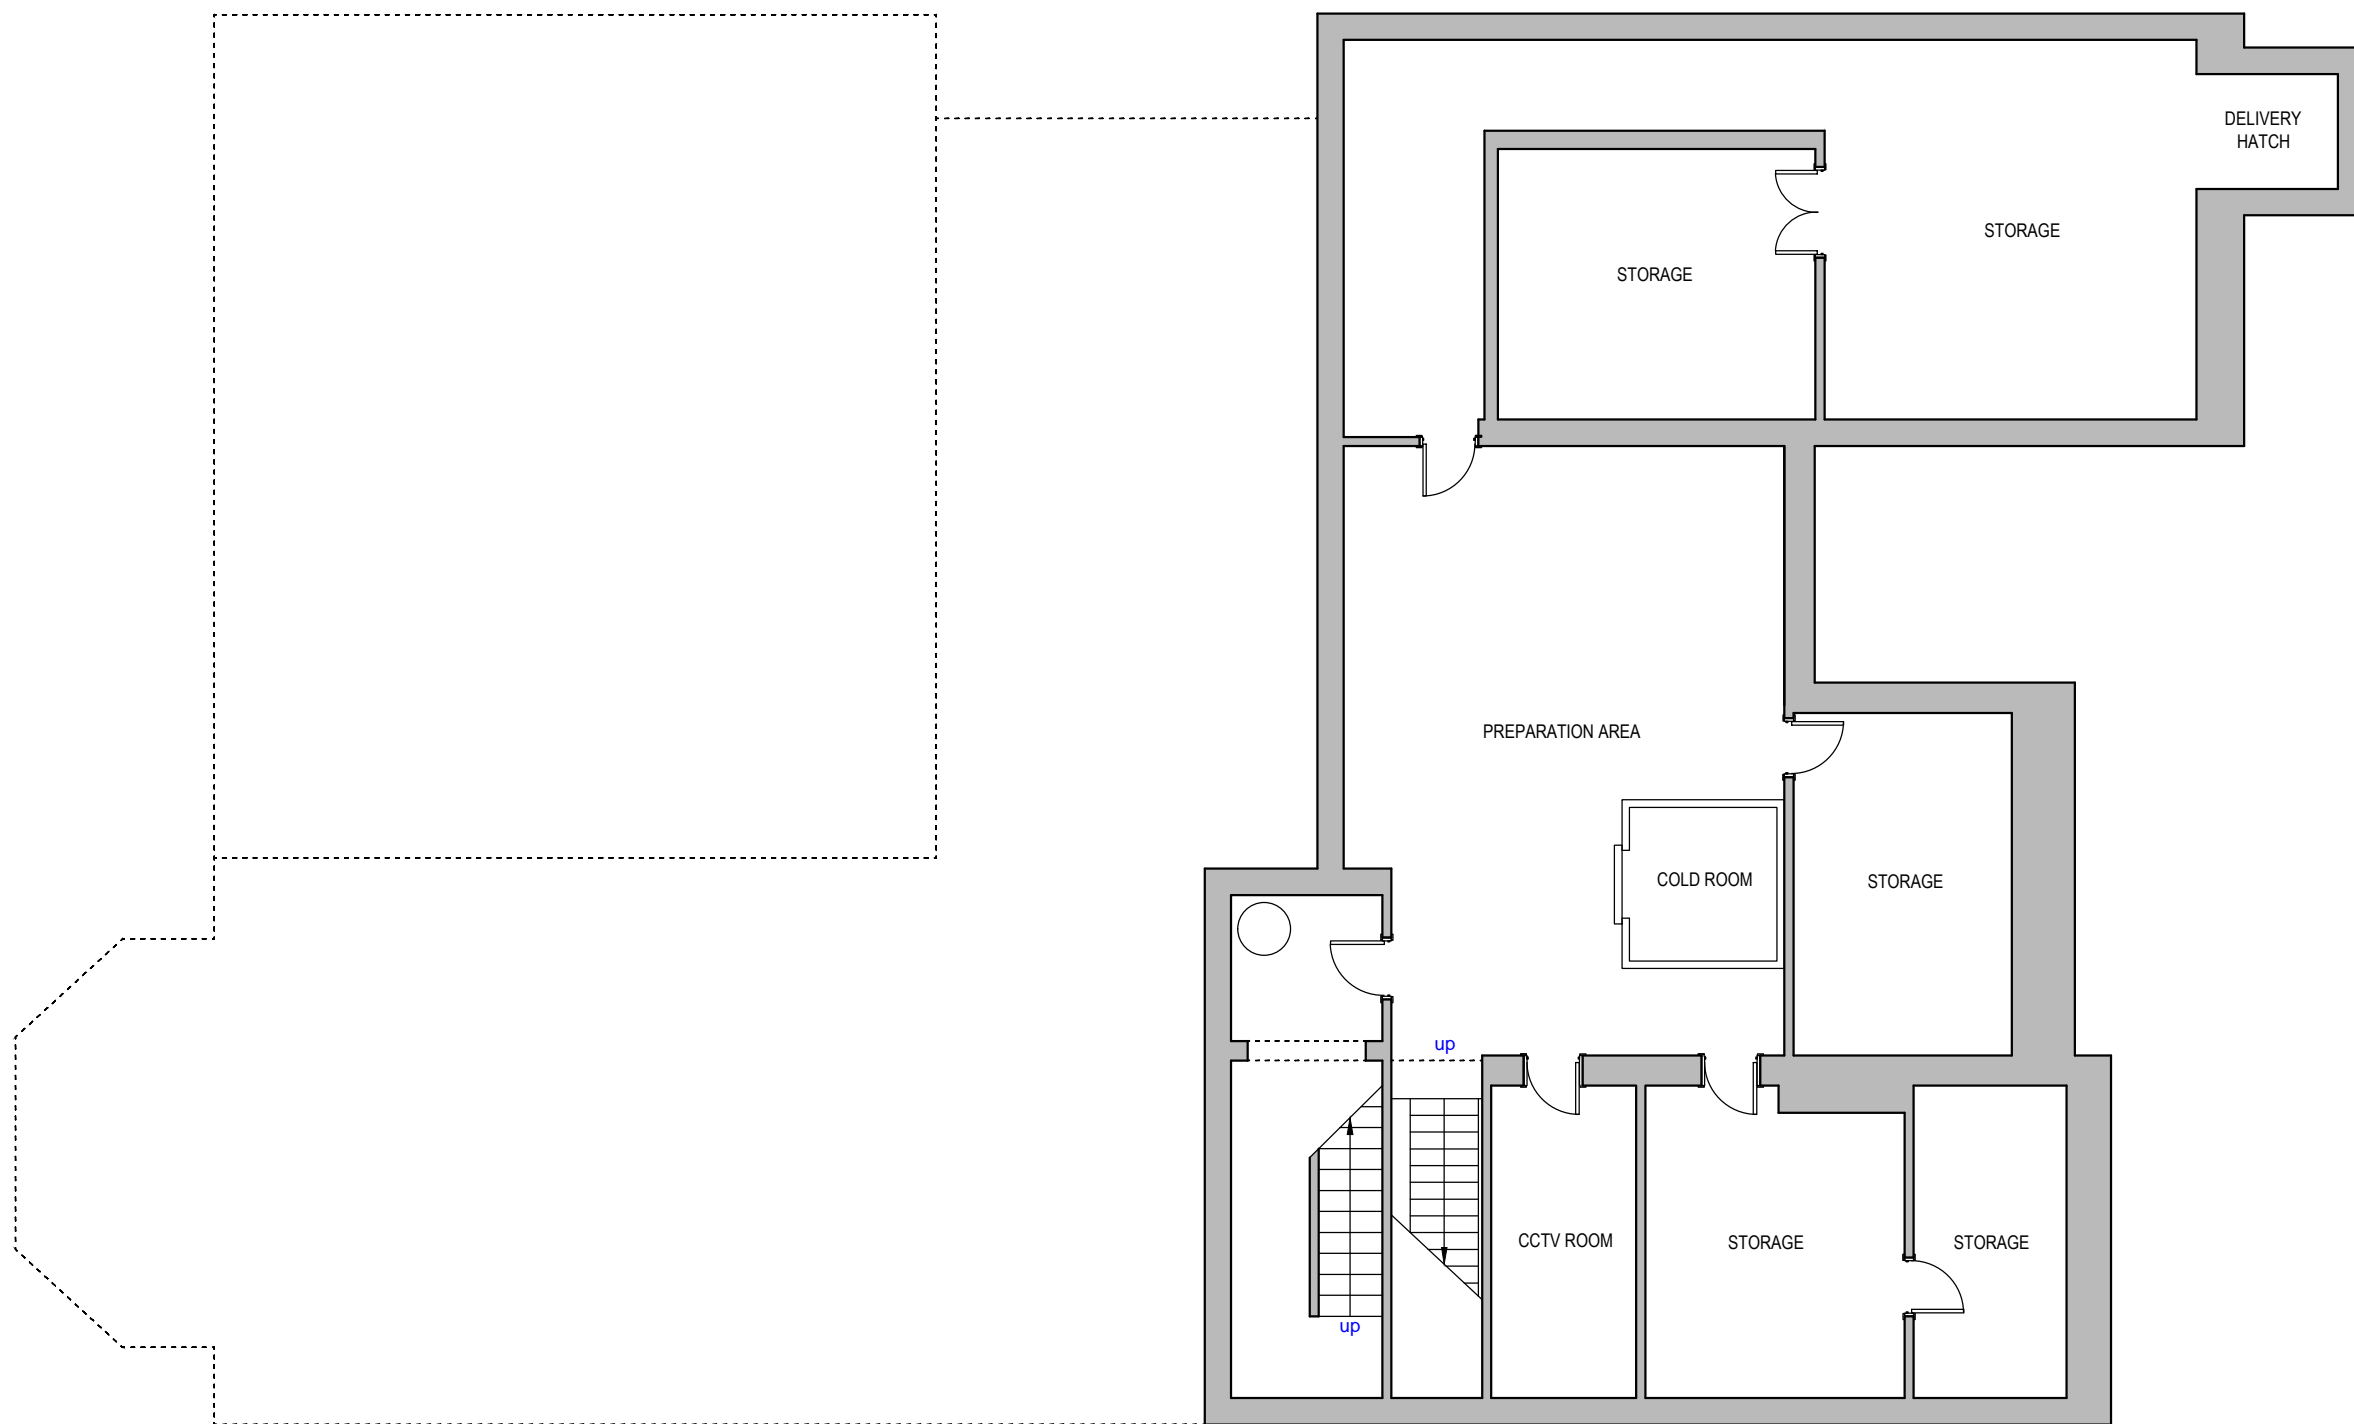 DELIVERY
HATCH
STORAGE
STORAGE
PREPARATION AREA
COLD ROOM
STORAGE
up
CCTV ROOM
STORAGE
STORAGE
up